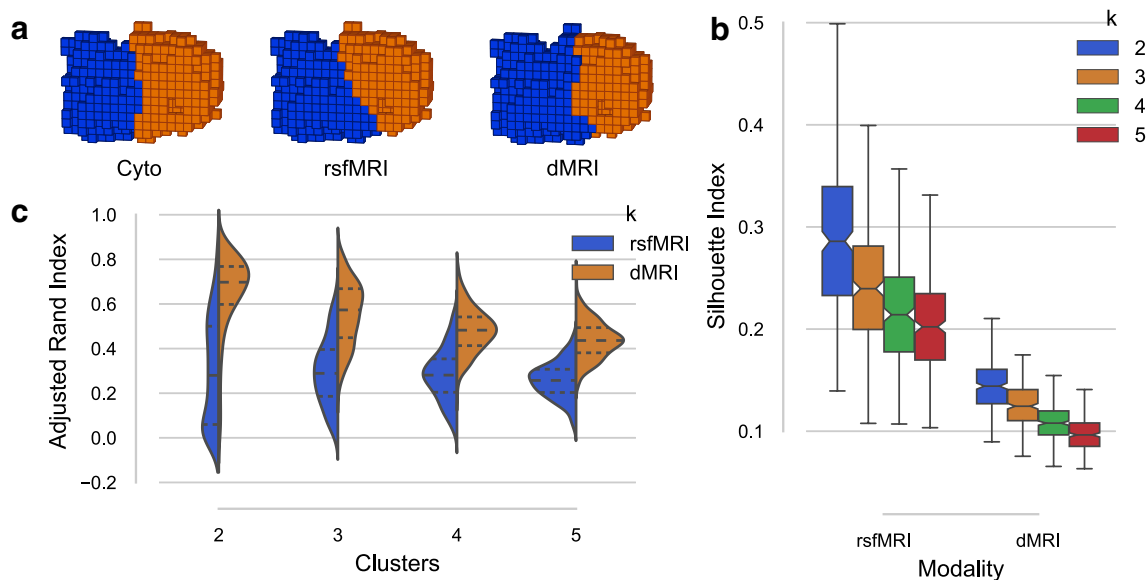 a
Cyto
rsfMRI
dMRI
b
k
2
3
4
5
0.5
0.4
0.3
0.2
0.1
Silhouette Index
rsfMRI
dMRI
Modality
c
k
rsfMRI
dMRI
1.0
0.8
0.6
0.4
0.2
0.0
−0.2
Adjusted Rand Index
2
3
4
5
Clusters